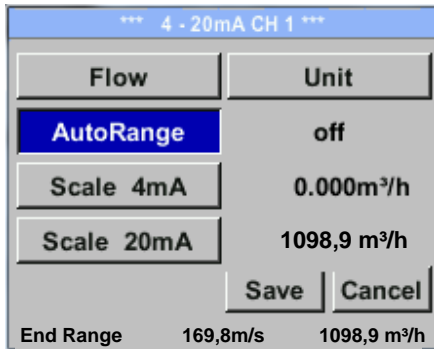 *** 4 - 20mA CH 1 ***
Flow Unit
AutoRange off
Scale 4mA 0.000m³/h
Scale 20mA 1098,9 m³/h
Save Cancel
End Range 169,8m/s 1098,9 m³/h